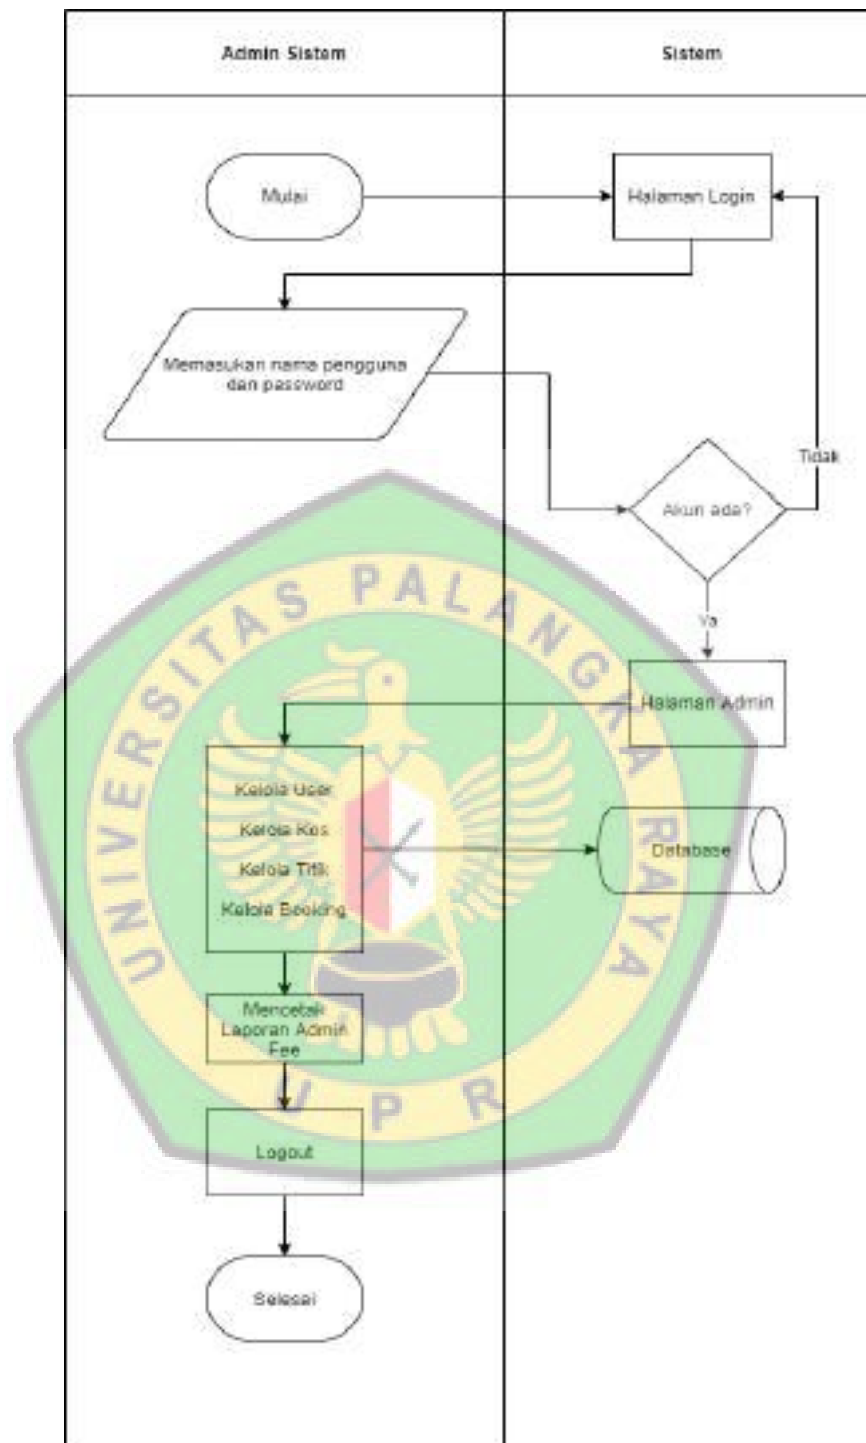 Admin Sistem
Sistem
Mulai
Halaman Login
Memasukan nama pengguna
dan password
Tidak
Akun ada?
Ya
Halaman Admin
Kelola User
Kelola Kos
Kelola Titik
Kelola Booking
Database
Mencetak
Laporan Admin
Fee
Logout
Selesai
UNIVERSITAS PALANGKA RAYA
UPR